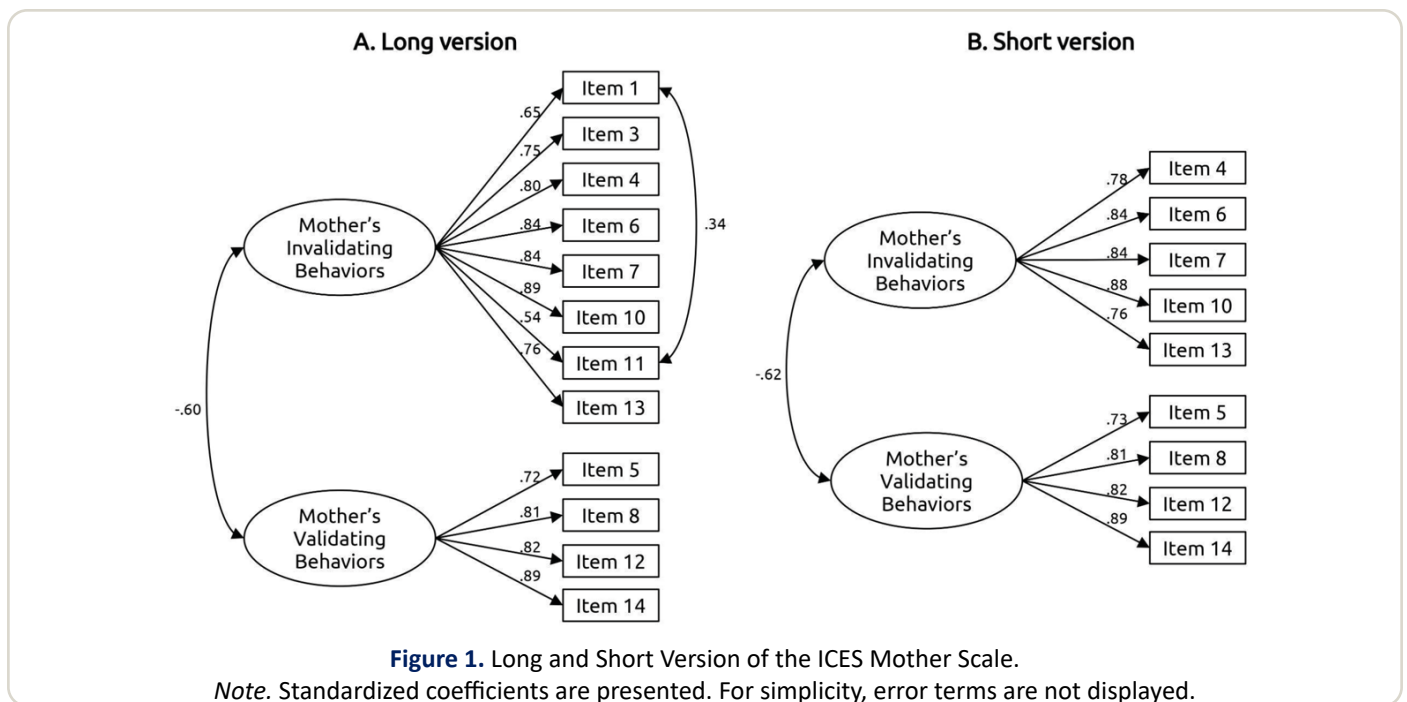 A. Long version
Item 1
Item 3
Item 4
Item 6
Item 7
Item 10
Item 11
Item 13
.65
.75
.80
.84
.84
.89
.54
.76
.34
Mother's
Invalidating
Behaviors
-.60
Mother's
Validating
Behaviors
.72
.81
.82
.89
Item 5
Item 8
Item 12
Item 14
B. Short version
Item 4
Item 6
Item 7
Item 10
Item 13
.78
.84
.84
.88
.76
Mother's
Invalidating
Behaviors
-.62
Mother's
Validating
Behaviors
.73
.81
.82
.89
Item 5
Item 8
Item 12
Item 14
Figure 1. Long and Short Version of the ICES Mother Scale.
Note. Standardized coefficients are presented. For simplicity, error terms are not displayed.